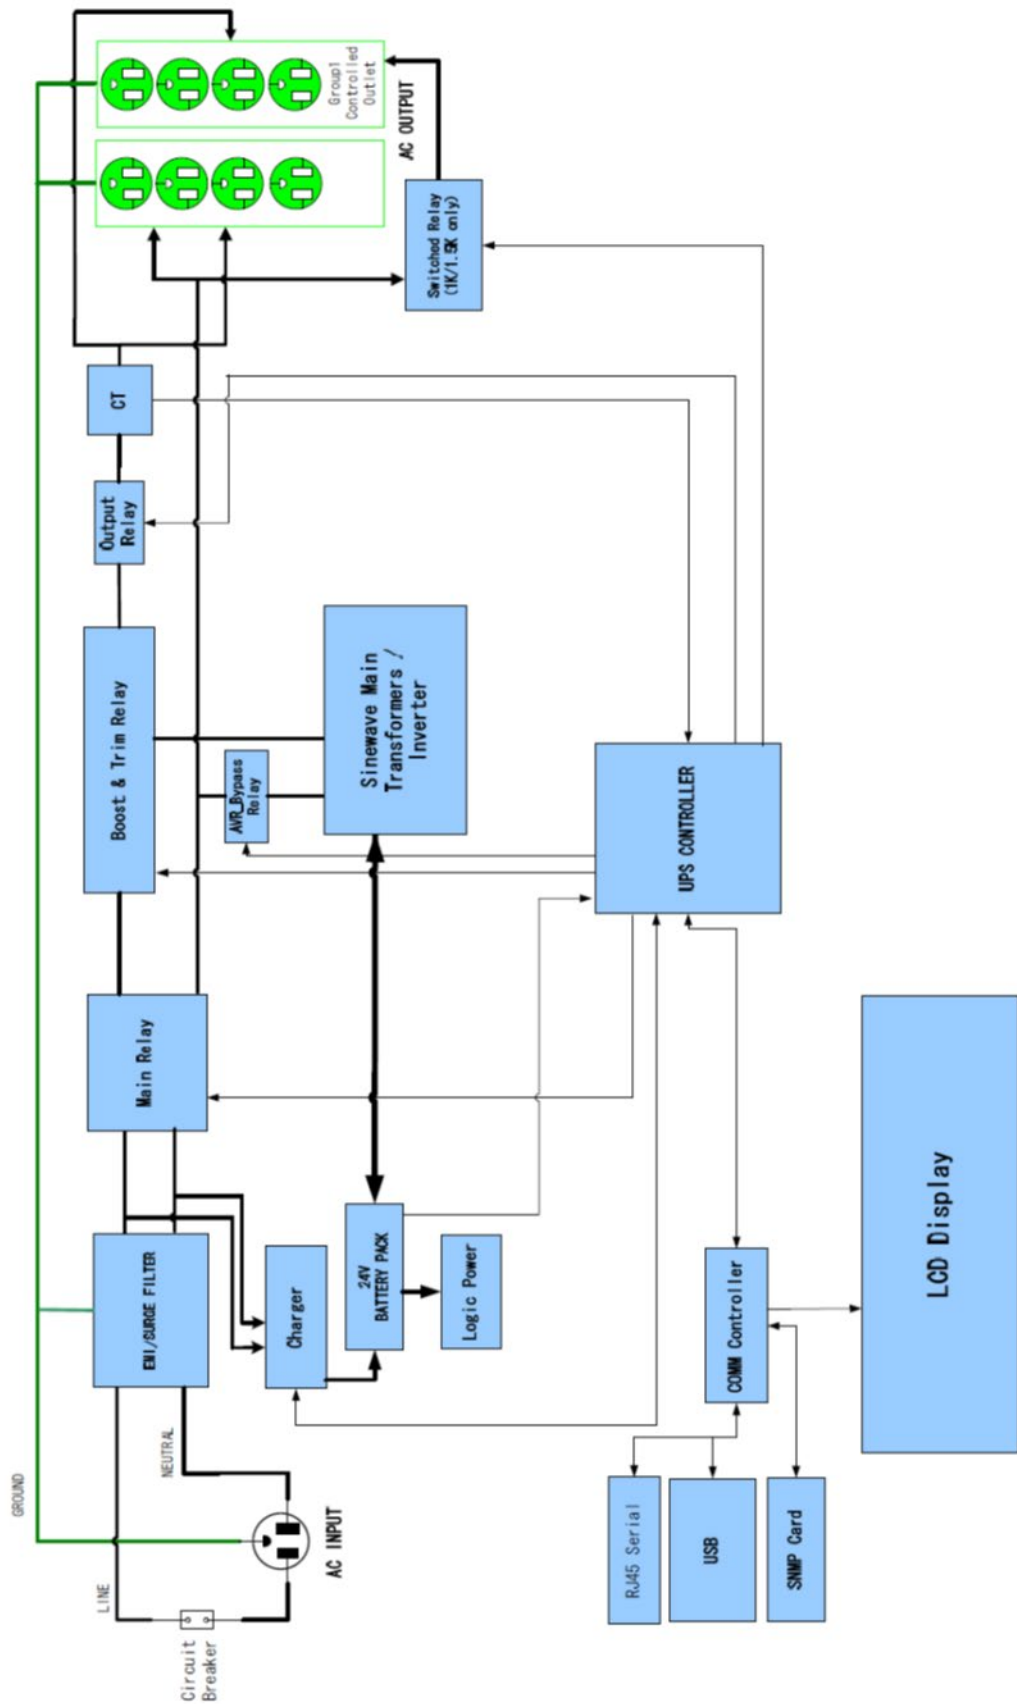 Circuit
Breaker
LINE
GROUND
NEUTRAL
AC INPUT
EMI/SURGE FILTER
Main Relay
Boost & Trim Relay
Output
Relay
CT
Group1
Controlled
Outlet
AC OUTPUT
Switched Relay
(1K/1.5K only)
Charger
24V
BATTERY PACK
Logic Power
AVR_Bypass
Relay
Sinewave Main
Transformers /
Inverter
UPS CONTROLLER
RJ45 Serial
USB
SNMP Card
COMM Controller
LCD Display